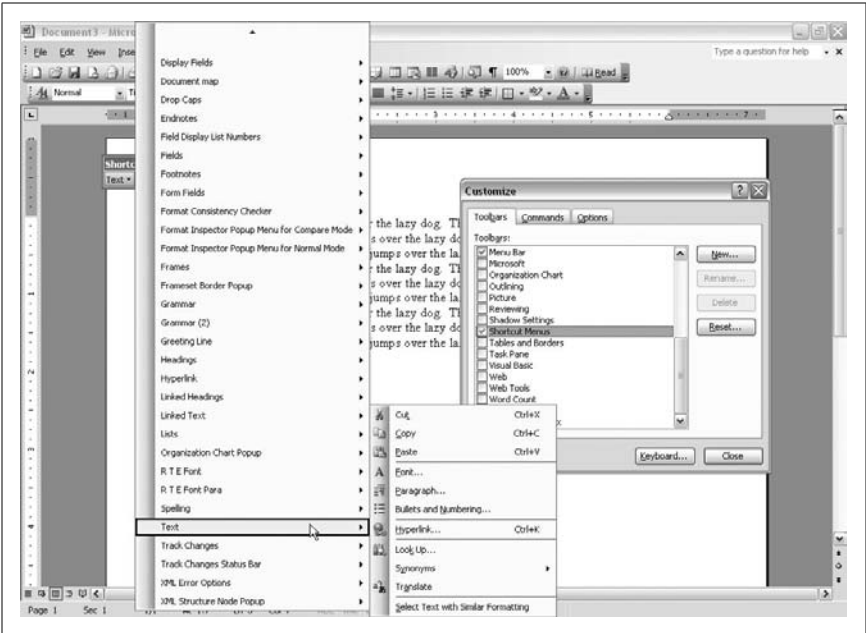 Document3 - Micro
File Edit View Inse
Type a question for help
100%
Read
Normal
Shortc
Text
Display Fields
Document map
Drop Caps
Endnotes
Field Display List Numbers
Fields
Footnotes
Form Fields
Format Consistency Checker
Format Inspector Popup Menu for Compare Mode
Format Inspector Popup Menu for Normal Mode
Frames
Frameset Border Popup
Grammar
Grammar (2)
Greeting Line
Headings
Hyperlink
Linked Headings
Linked Text
Lists
Organization Chart Popup
R T E Font
R T E Font Para
Spelling
Text
Track Changes
Track Changes Status Bar
XML Error Options
XML Structure Node Popup
the lazy dog. Th
s over the lazy do
jumps over the la
the lazy dog. Th
s over the lazy do
jumps over the la
the lazy dog. Th
s over the lazy do
jumps over the la
Customize
Toolbars Commands Options
Toolbars:
Menu Bar
Microsoft
Organization Chart
Outlining
Picture
Reviewing
Shadow Settings
Shortcut Menus
Tables and Borders
Task Pane
Visual Basic
Web
Web Tools
Word Count
New...
Rename...
Delete
Reset...
Keyboard... Close
Cut Ctrl+X
Copy Ctrl+C
Paste Ctrl+V
Font...
Paragraph...
Bullets and Numbering...
Hyperlink... Ctrl+K
Look Up...
Synonyms
Translate
Select Text with Similar Formatting
Page 1 Sec 1